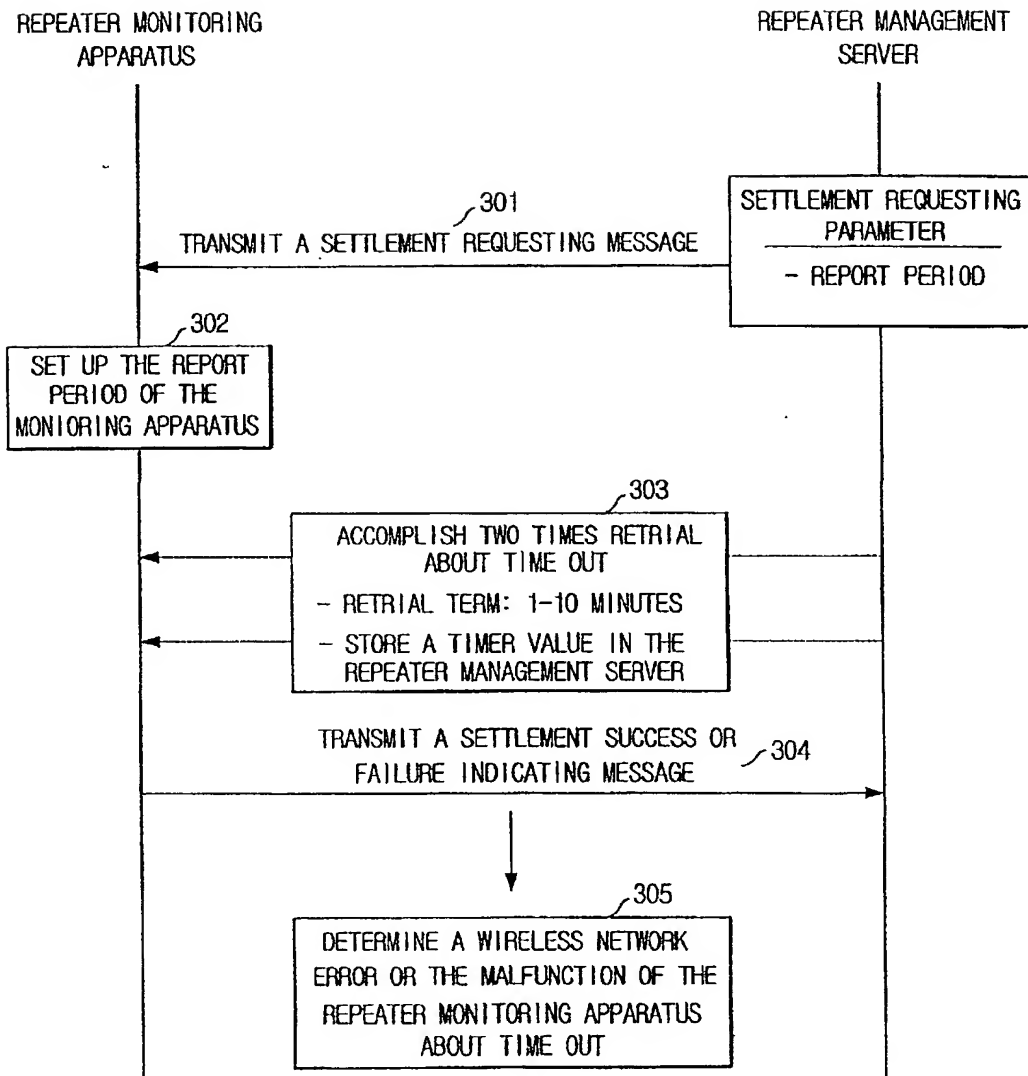 REPEATER MONITORING
APPARATUS
REPEATER MANAGEMENT
SERVER
SETTLEMENT REQUESTING
PARAMETER
- REPORT PERIOD
301
TRANSMIT A SETTLEMENT REQUESTING MESSAGE
302
SET UP THE REPORT
PERIOD OF THE
MONIORING APPARATUS
303
ACCOMPLISH TWO TIMES RETRIAL
ABOUT TIME OUT
- RETRIAL TERM: 1-10 MINUTES
- STORE A TIMER VALUE IN THE
REPEATER MANAGEMENT SERVER
TRANSMIT A SETTLEMENT SUCCESS OR
FAILURE INDICATING MESSAGE
304
305
DETERMINE A WIRELESS NETWORK
ERROR OR THE MALFUNCTION OF THE
REPEATER MONITORING APPARATUS
ABOUT TIME OUT